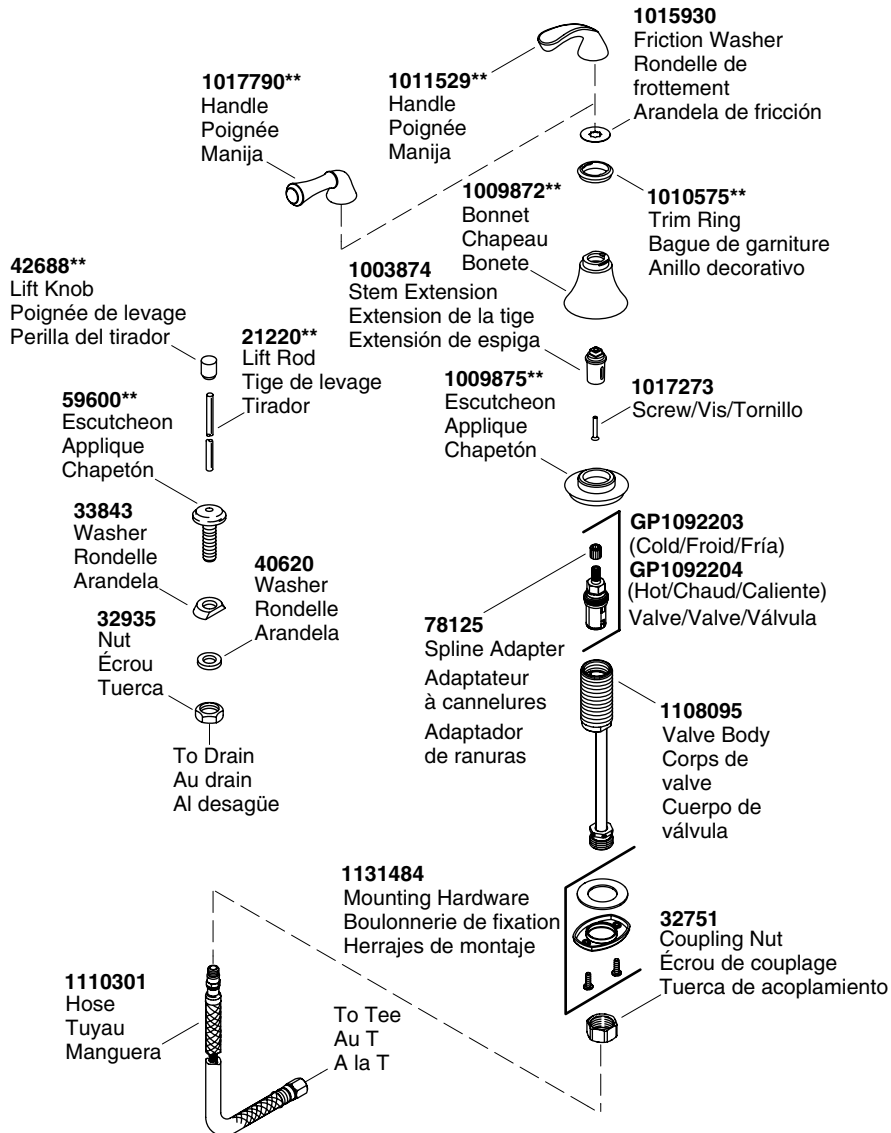 1015930
Friction Washer
Rondelle de
frottement
Arandela de fricción
1017790**
Handle
Poignée
Manija
1011529**
Handle
Poignée
Manija
1009872**
Bonnet
Chapeau
Bonete
1010575**
Trim Ring
Bague de garniture
Anillo decorativo
42688**
Lift Knob
Poignée de levage
Perilla del tirador
1003874
Stem Extension
Extension de la tige
Extensión de espiga
21220**
Lift Rod
Tige de levage
Tirador
59600**
Escutcheon
Applique
Chapetón
1009875**
Escutcheon
Applique
Chapetón
1017273
Screw/Vis/Tornillo
33843
Washer
Rondelle
Arandela
40620
Washer
Rondelle
Arandela
GP1092203
(Cold/Froid/Fría)
GP1092204
(Hot/Chaud/Caliente)
Valve/Valve/Válvula
32935
Nut
Écrou
Tuerca
78125
Spline Adapter
Adaptateur
à cannelures
Adaptador
de ranuras
1108095
Valve Body
Corps de
valve
Cuerpo de
válvula
To Drain
Au drain
Al desagüe
1131484
Mounting Hardware
Boulonnerie de fixation
Herrajes de montaje
32751
Coupling Nut
Écrou de couplage
Tuerca de acoplamiento
1110301
Hose
Tuyau
Manguera
To Tee
Au T
A la T